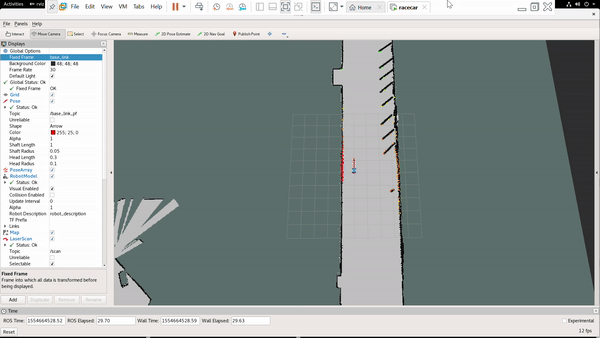 File Edit View VM Tabs Help
Home
racecar
File Panels Help
Interact Move Camera Select Focus Camera Measure 2D Pose Estimate 2D Nav Goal Publish Point
Displays
Global Options
Fixed Frame base_link
Background Color 48; 48; 48
Frame Rate 30
Default Light
Global Status: Ok
Fixed Frame OK
Grid
Pose
Status: Ok
Topic /base_link_pf
Unreliable
Shape Arrow
Color 255; 25; 0
Alpha 1
Shaft Length 1
Shaft Radius 0.05
Head Length 0.3
Head Radius 0.1
PoseArray
RobotModel
Status: Ok
Visual Enabled
Collision Enabled
Update Interval 0
Alpha 1
Robot Description robot_description
TF Prefix
Links
Map
LaserScan
Status: Ok
Topic /scan
Unreliable
Selectable
Fixed Frame
Frame into which all data is transformed before
being displayed.
Add Duplicate Remove Rename
Time
ROS Time: 1554664528.52 ROS Elapsed: 29.70 Wall Time: 1554664528.59 Wall Elapsed: 29.63 Experimental
Reset 12 fps